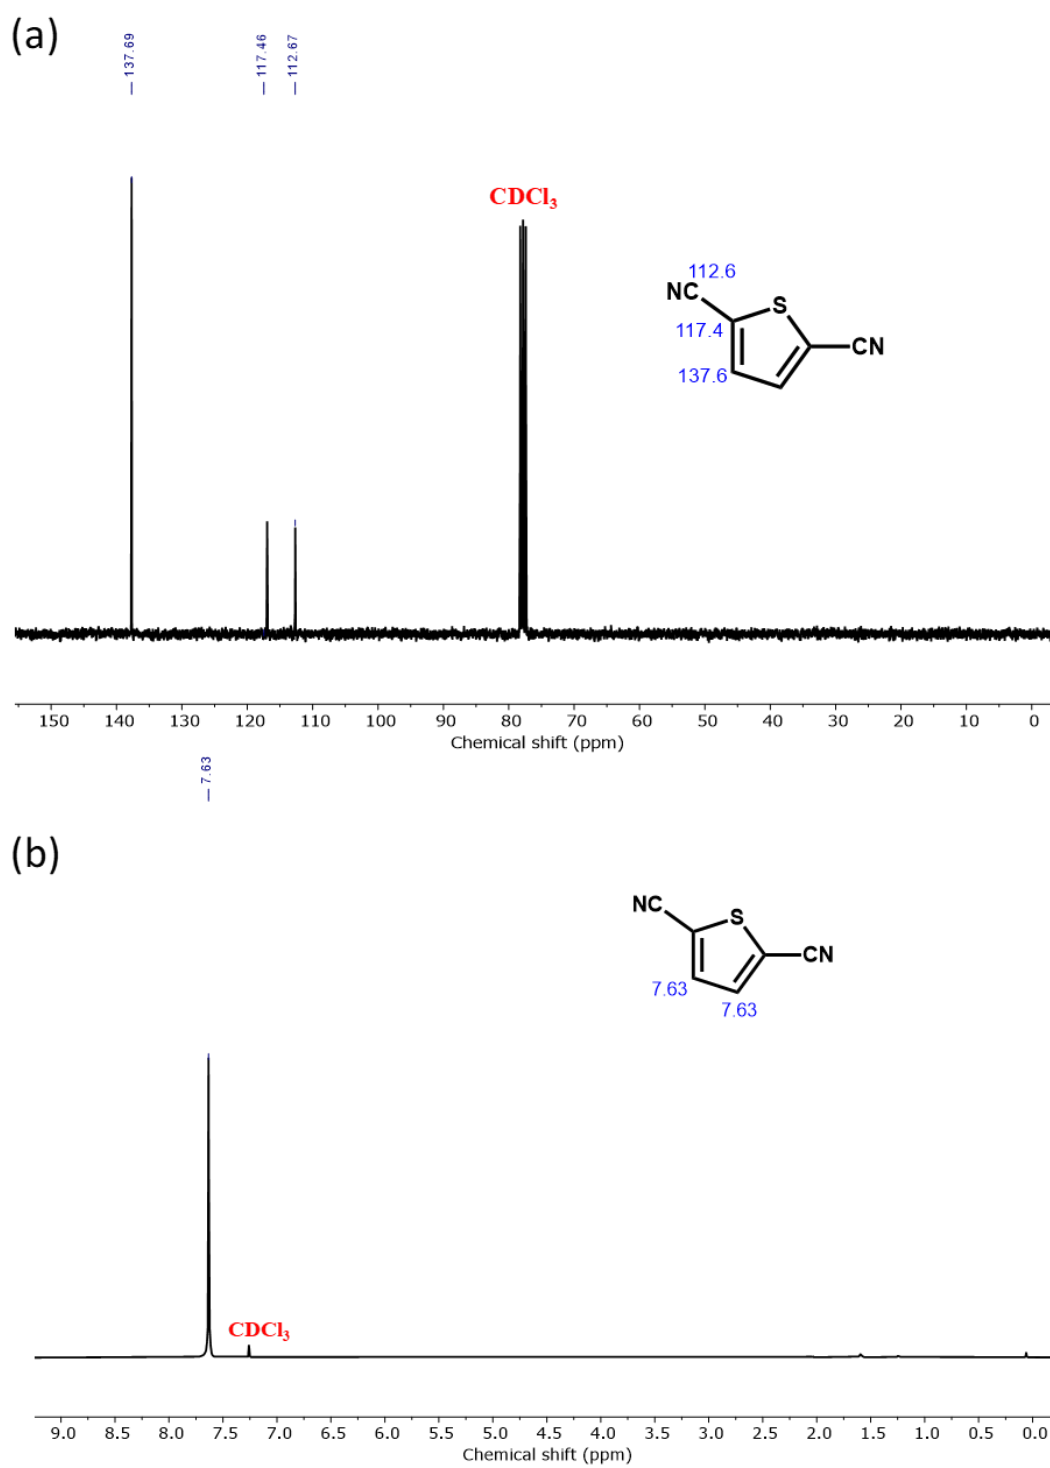 (a)
137.69
117.46
112.67
CDCl₃
112.6
NC
S
117.4
CN
137.6
150 140 130 120 110 100 90 80 70 60 50 40 30 20 10 0
Chemical shift (ppm)
7.63
(b)
NC
S
CN
7.63
7.63
CDCl₃
9.0 8.5 8.0 7.5 7.0 6.5 6.0 5.5 5.0 4.5 4.0 3.5 3.0 2.5 2.0 1.5 1.0 0.5 0.0
Chemical shift (ppm)